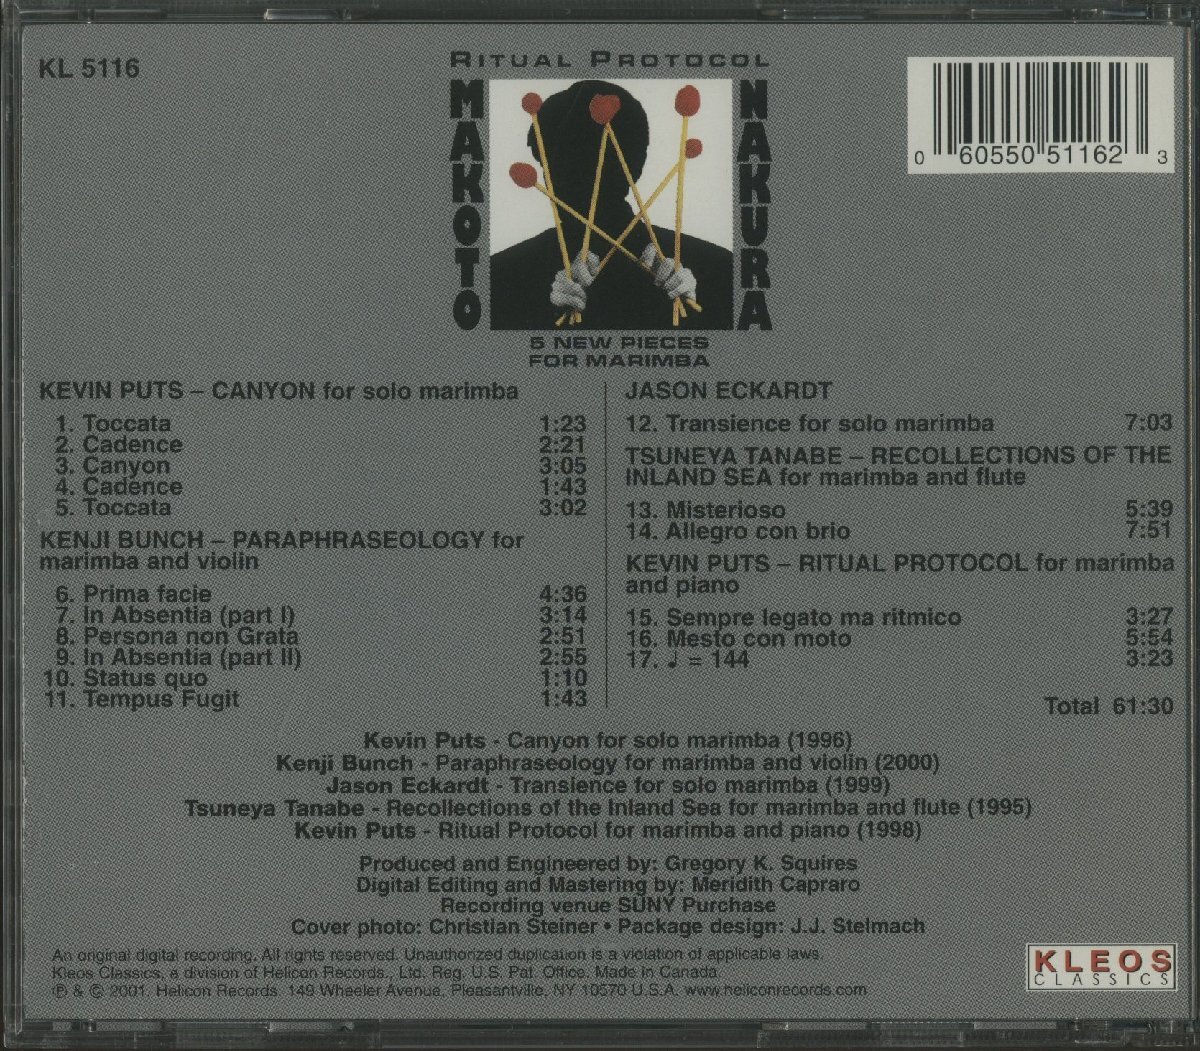 KL 5116
RITUAL PROTOCOL
MAKOTO
NAKURA
5 NEW PIECES
FOR MARIMBA
0 60550 51162 3
KEVIN PUTS – CANYON for solo marimba
1. Toccata 1:23
2. Cadence 2:21
3. Canyon 3:05
4. Cadence 1:43
5. Toccata 3:02
KENJI BUNCH – PARAPHRASEOLOGY for
marimba and violin
6. Prima facie 4:36
7. In Absentia (part I) 3:14
8. Persona non Grata 2:51
9. In Absentia (part II) 2:55
10. Status quo 1:10
11. Tempus Fugit 1:43
JASON ECKARDT
12. Transience for solo marimba 7:03
TSUNEYA TANABE – RECOLLECTIONS OF THE
INLAND SEA for marimba and flute
13. Misterioso 5:39
14. Allegro con brio 7:51
KEVIN PUTS – RITUAL PROTOCOL for marimba
and piano
15. Sempre legato ma ritmico 3:27
16. Mesto con moto 5:54
17. ♩ = 144 3:23
Total 61:30
Kevin Puts - Canyon for solo marimba (1996)
Kenji Bunch - Paraphraseology for marimba and violin (2000)
Jason Eckardt - Transience for solo marimba (1999)
Tsuneya Tanabe - Recollections of the Inland Sea for marimba and flute (1995)
Kevin Puts - Ritual Protocol for marimba and piano (1998)
Produced and Engineered by: Gregory K. Squires
Digital Editing and Mastering by: Meridith Capraro
Recording venue SUNY Purchase
Cover photo: Christian Steiner • Package design: J.J. Stelmach
An original digital recording. All rights reserved. Unauthorized duplication is a violation of applicable laws.
Kleos Classics, a division of Helicon Records., Ltd. Reg. U.S. Pat. Office. Made in Canada.
℗ & © 2001. Helicon Records. 149 Wheeler Avenue, Pleasantville, NY 10570 U.S.A. www.heliconrecords.com
KLEOS
CLASSICS